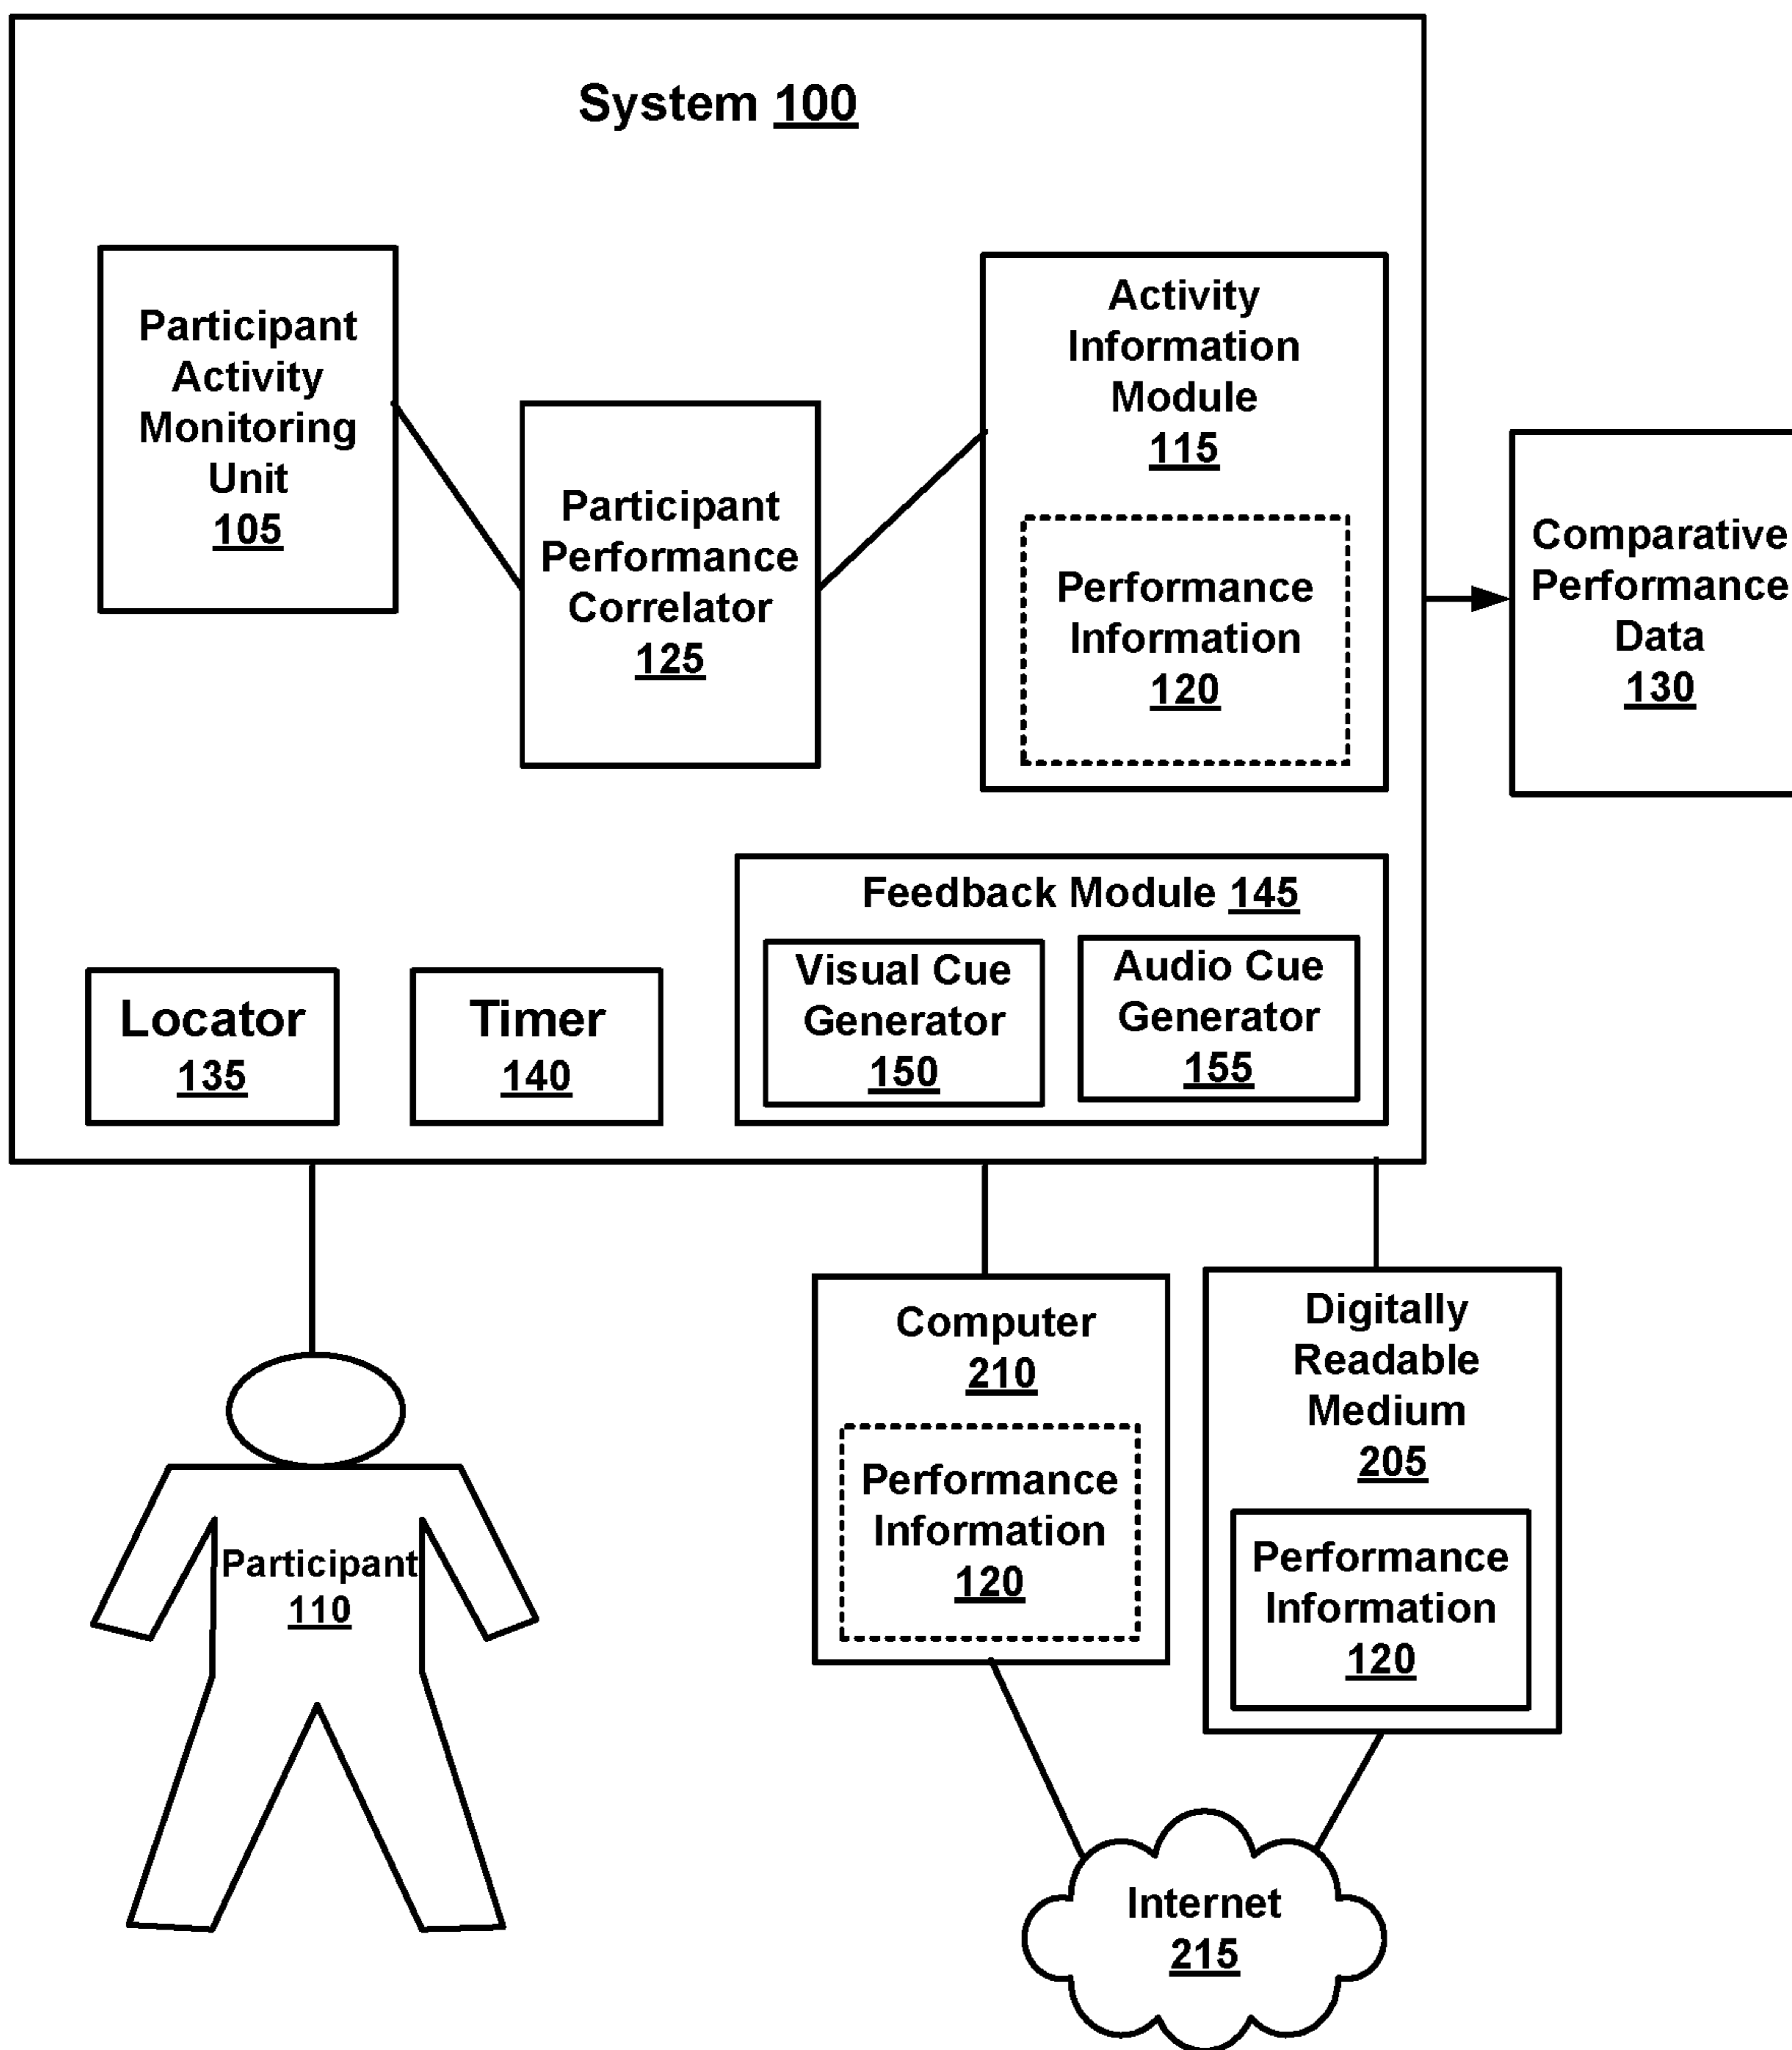 System 100
Participant
Activity
Monitoring
Unit
105
Participant
Performance
Correlator
125
Activity
Information
Module
115
Performance
Information
120
Comparative
Performance
Data
130
Locator
135
Timer
140
Feedback Module 145
Visual Cue
Generator
150
Audio Cue
Generator
155
Participant
110
Computer
210
Performance
Information
120
Digitally
Readable
Medium
205
Performance
Information
120
Internet
215